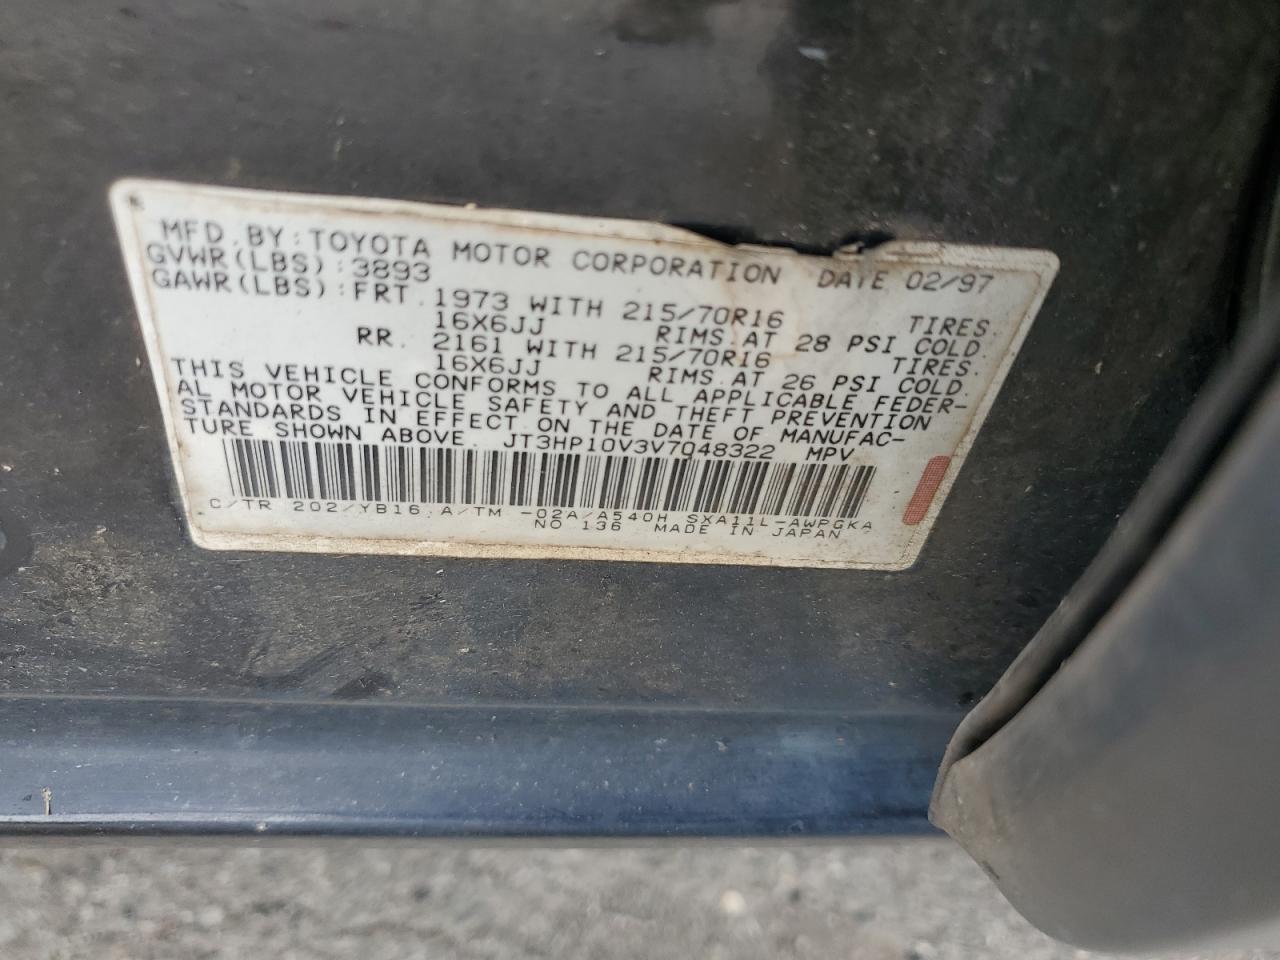 MFD. BY: TOYOTA MOTOR CORPORATION DATE 02/97
GVWR(LBS): 3893
GAWR(LBS): FRT. 1973 WITH 215/70R16 TIRES.
16X6JJ RIMS. AT 28 PSI COLD.
RR. 2161 WITH 215/70R16 TIRES.
16X6JJ RIMS. AT 26 PSI COLD.
THIS VEHICLE CONFORMS TO ALL APPLICABLE FEDER-
AL MOTOR VEHICLE SAFETY AND THEFT PREVENTION
STANDARDS IN EFFECT ON THE DATE OF MANUFAC-
TURE SHOWN ABOVE. JT3HP10V3V7048322 MPV
C/TR 202/YB16 A/TM -02A/A540H SXA11L-AWPGKA
NO 136 MADE IN JAPAN